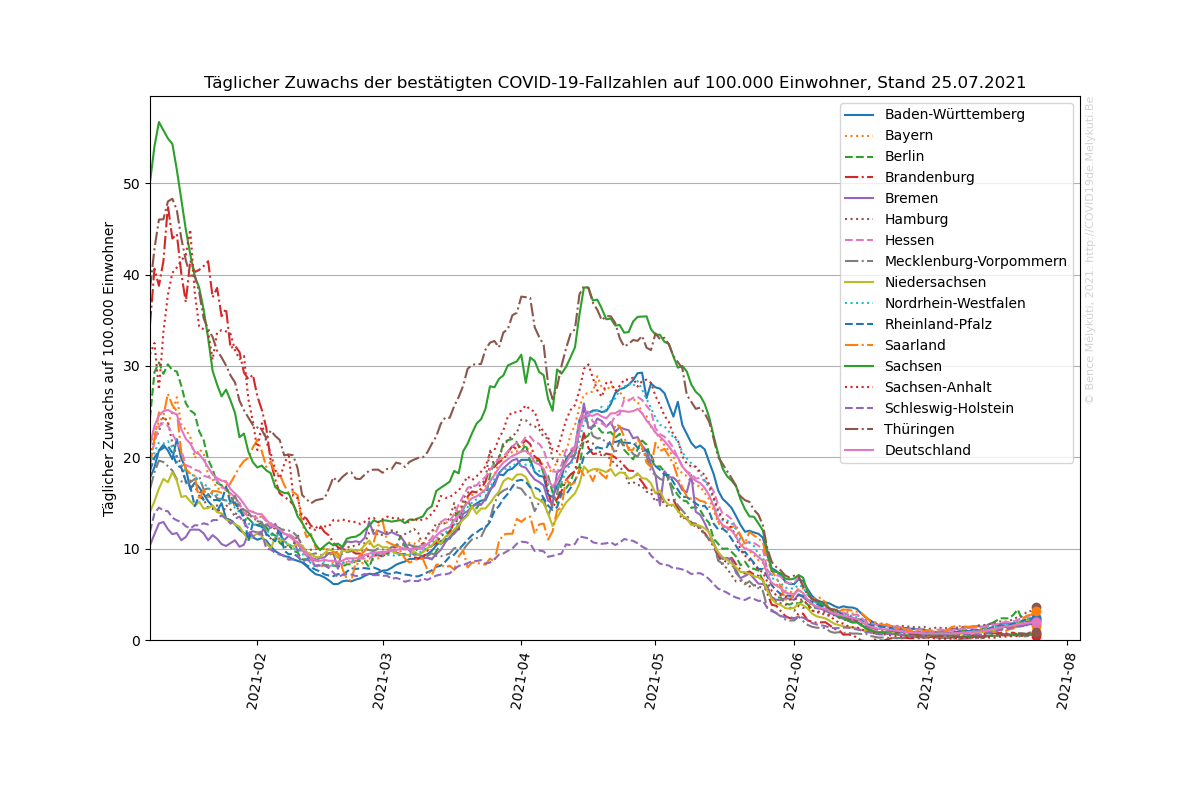 Täglicher Zuwachs der bestätigten COVID-19-Fallzahlen auf 100.000 Einwohner, Stand 25.07.2021
Täglicher Zuwachs auf 100.000 Einwohner
50
40
30
20
10
0
2021-02
2021-03
2021-04
2021-05
2021-06
2021-07
2021-08
Baden-Württemberg
Bayern
Berlin
Brandenburg
Bremen
Hamburg
Hessen
Mecklenburg-Vorpommern
Niedersachsen
Nordrhein-Westfalen
Rheinland-Pfalz
Saarland
Sachsen
Sachsen-Anhalt
Schleswig-Holstein
Thüringen
Deutschland
© Bence Mélykúti, 2021 http://COVID19de.Melykuti.Be